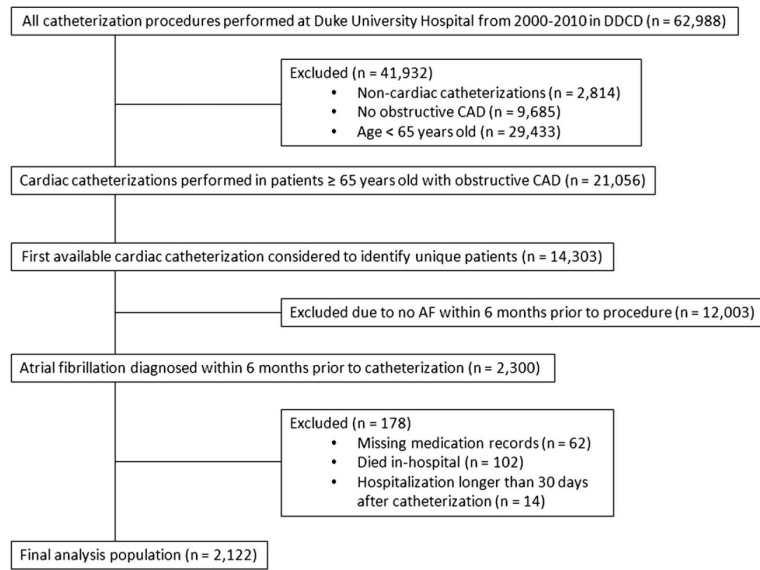 All catheterization procedures performed at Duke University Hospital from 2000-2010 in DDCD (n = 62,988)
Excluded (n = 41,932)
• Non-cardiac catheterizations (n = 2,814)
• No obstructive CAD (n = 9,685)
• Age < 65 years old (n = 29,433)
Cardiac catheterizations performed in patients ≥ 65 years old with obstructive CAD (n = 21,056)
First available cardiac catheterization considered to identify unique patients (n = 14,303)
Excluded due to no AF within 6 months prior to procedure (n = 12,003)
Atrial fibrillation diagnosed within 6 months prior to catheterization (n = 2,300)
Excluded (n = 178)
• Missing medication records (n = 62)
• Died in-hospital (n = 102)
• Hospitalization longer than 30 days
after catheterization (n = 14)
Final analysis population (n = 2,122)